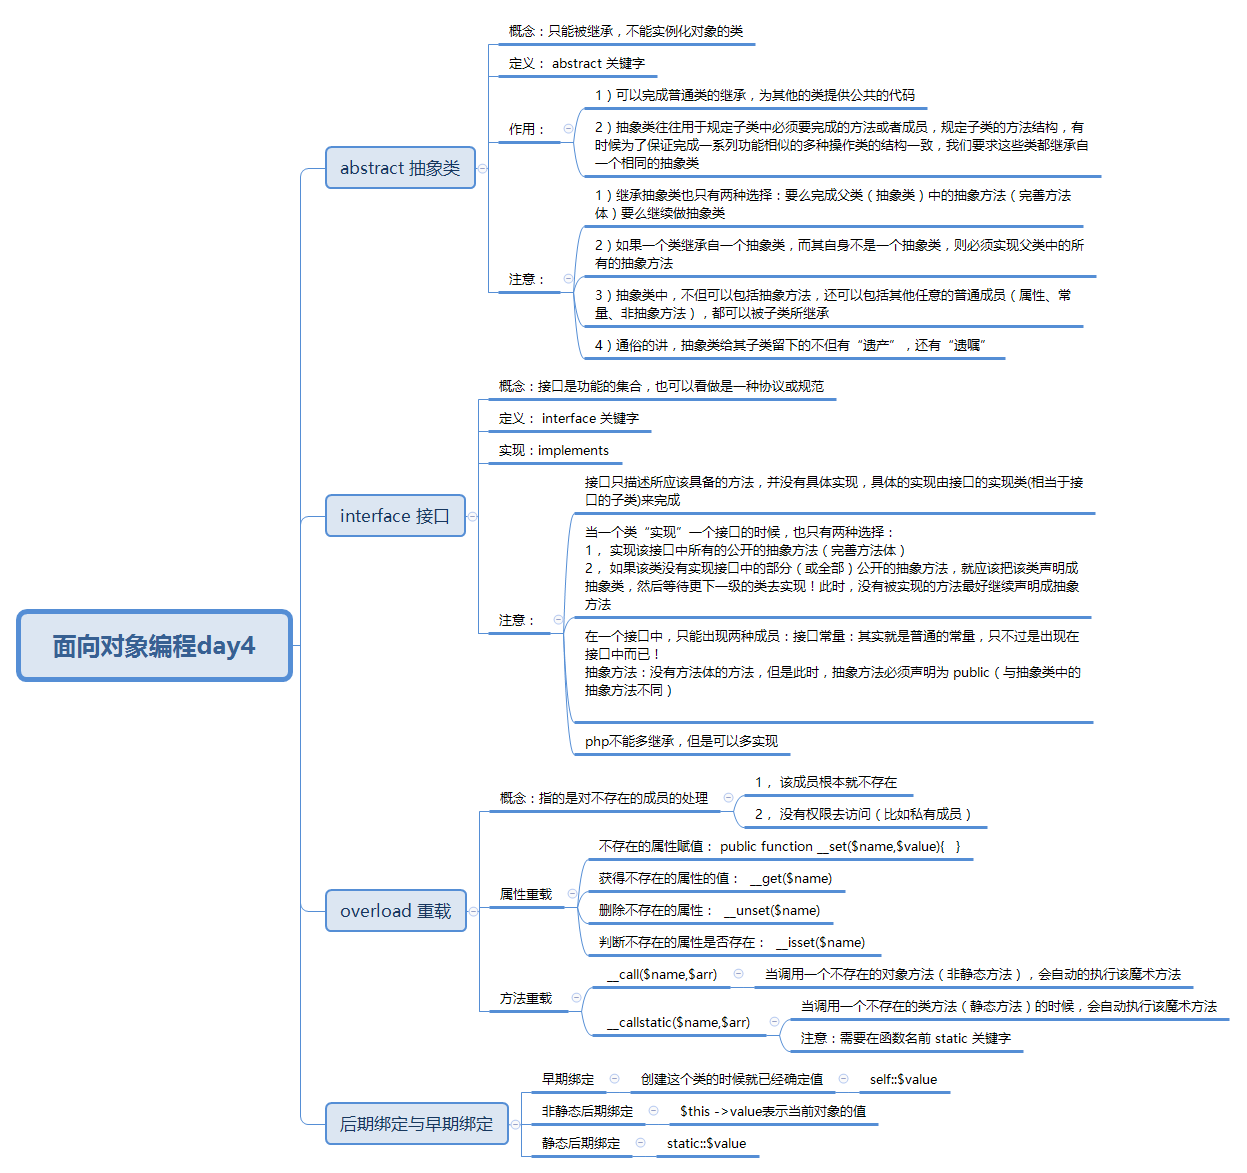 面向对象编程day4
abstract 抽象类
概念：只能被继承，不能实例化对象的类
定义： abstract 关键字
作用：
1）可以完成普通类的继承，为其他的类提供公共的代码
2）抽象类往往用于规定子类中必须要完成的方法或者成员，规定子类的方法结构，有
时候为了保证完成一系列功能相似的多种操作类的结构一致，我们要求这些类都继承自
一个相同的抽象类
注意：
1）继承抽象类也只有两种选择：要么完成父类（抽象类）中的抽象方法（完善方法
体）要么继续做抽象类
2）如果一个类继承自一个抽象类，而其自身不是一个抽象类，则必须实现父类中的所
有的抽象方法
3）抽象类中，不但可以包括抽象方法，还可以包括其他任意的普通成员（属性、常
量、非抽象方法），都可以被子类所继承
4）通俗的讲，抽象类给其子类留下的不但有“遗产”，还有“遗嘱”
interface 接口
概念：接口是功能的集合，也可以看做是一种协议或规范
定义： interface 关键字
实现：implements
注意：
接口只描述所应该具备的方法，并没有具体实现，具体的实现由接口的实现类(相当于接
口的子类)来完成
当一个类“实现”一个接口的时候，也只有两种选择：
1， 实现该接口中所有的公开的抽象方法（完善方法体）
2， 如果该类没有实现接口中的部分（或全部）公开的抽象方法，就应该把该类声明成
抽象类，然后等待更下一级的类去实现！此时，没有被实现的方法最好继续声明成抽象
方法
在一个接口中，只能出现两种成员：接口常量：其实就是普通的常量，只不过是出现在
接口中而已！
抽象方法：没有方法体的方法，但是此时，抽象方法必须声明为 public（与抽象类中的
抽象方法不同）
php不能多继承，但是可以多实现
overload 重载
概念：指的是对不存在的成员的处理
1， 该成员根本就不存在
2， 没有权限去访问（比如私有成员）
属性重载
不存在的属性赋值： public function __set($name,$value){   }
获得不存在的属性的值：  __get($name)
删除不存在的属性：  __unset($name)
判断不存在的属性是否存在：  __isset($name)
方法重载
__call($name,$arr)
当调用一个不存在的对象方法（非静态方法），会自动的执行该魔术方法
__callstatic($name,$arr)
当调用一个不存在的类方法（静态方法）的时候，会自动执行该魔术方法
注意：需要在函数名前 static 关键字
后期绑定与早期绑定
早期绑定
创建这个类的时候就已经确定值
self::$value
非静态后期绑定
$this ->value表示当前对象的值
静态后期绑定
static::$value